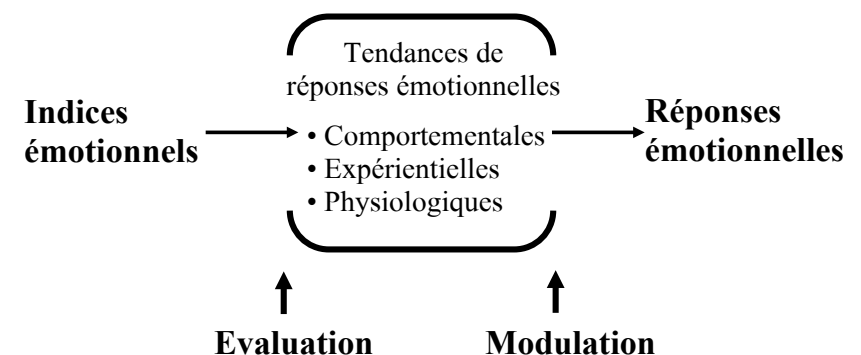 Tendances de
réponses émotionnelles
Indices
émotionnels
• Comportementales
• Expérientielles
• Physiologiques
Réponses
émotionnelles
Evaluation
Modulation